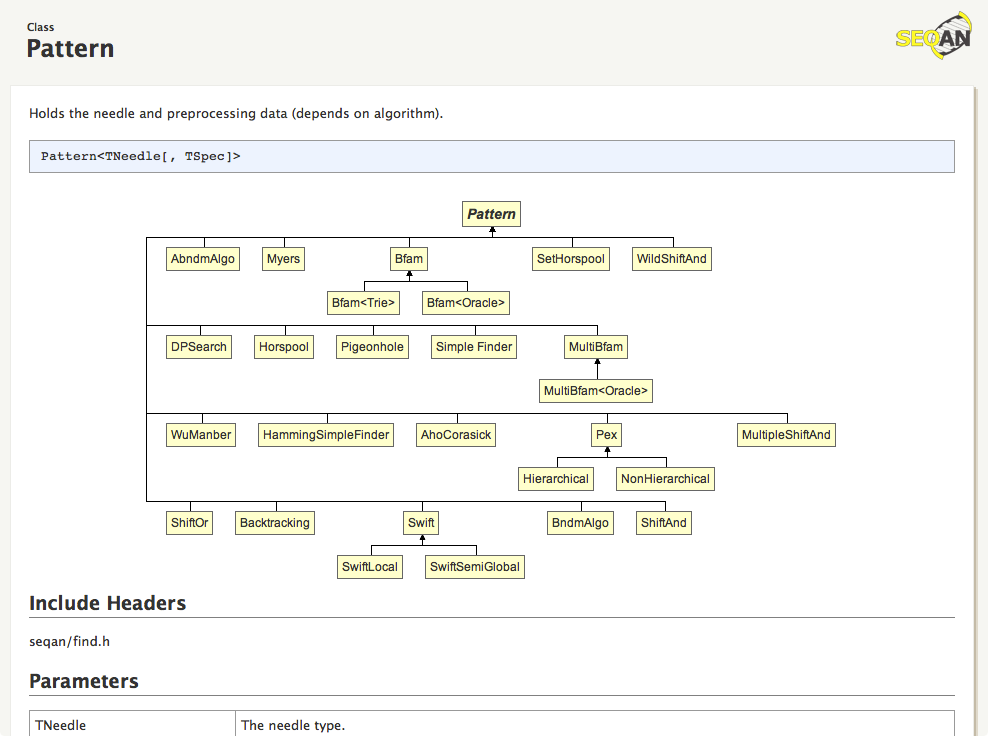 Class
Pattern
SEQAN
Holds the needle and preprocessing data (depends on algorithm).
Pattern<TNeedle[, TSpec]>
Pattern
AbndmAlgo Myers Bfam SetHorspool WildShiftAnd
Bfam<Trie> Bfam<Oracle>
DPSearch Horspool Pigeonhole Simple Finder MultiBfam
MultiBfam<Oracle>
WuManber HammingSimpleFinder AhoCorasick Pex MultipleShiftAnd
Hierarchical NonHierarchical
ShiftOr Backtracking Swift BndmAlgo ShiftAnd
SwiftLocal SwiftSemiGlobal
Include Headers
seqan/find.h
Parameters
TNeedle The needle type.